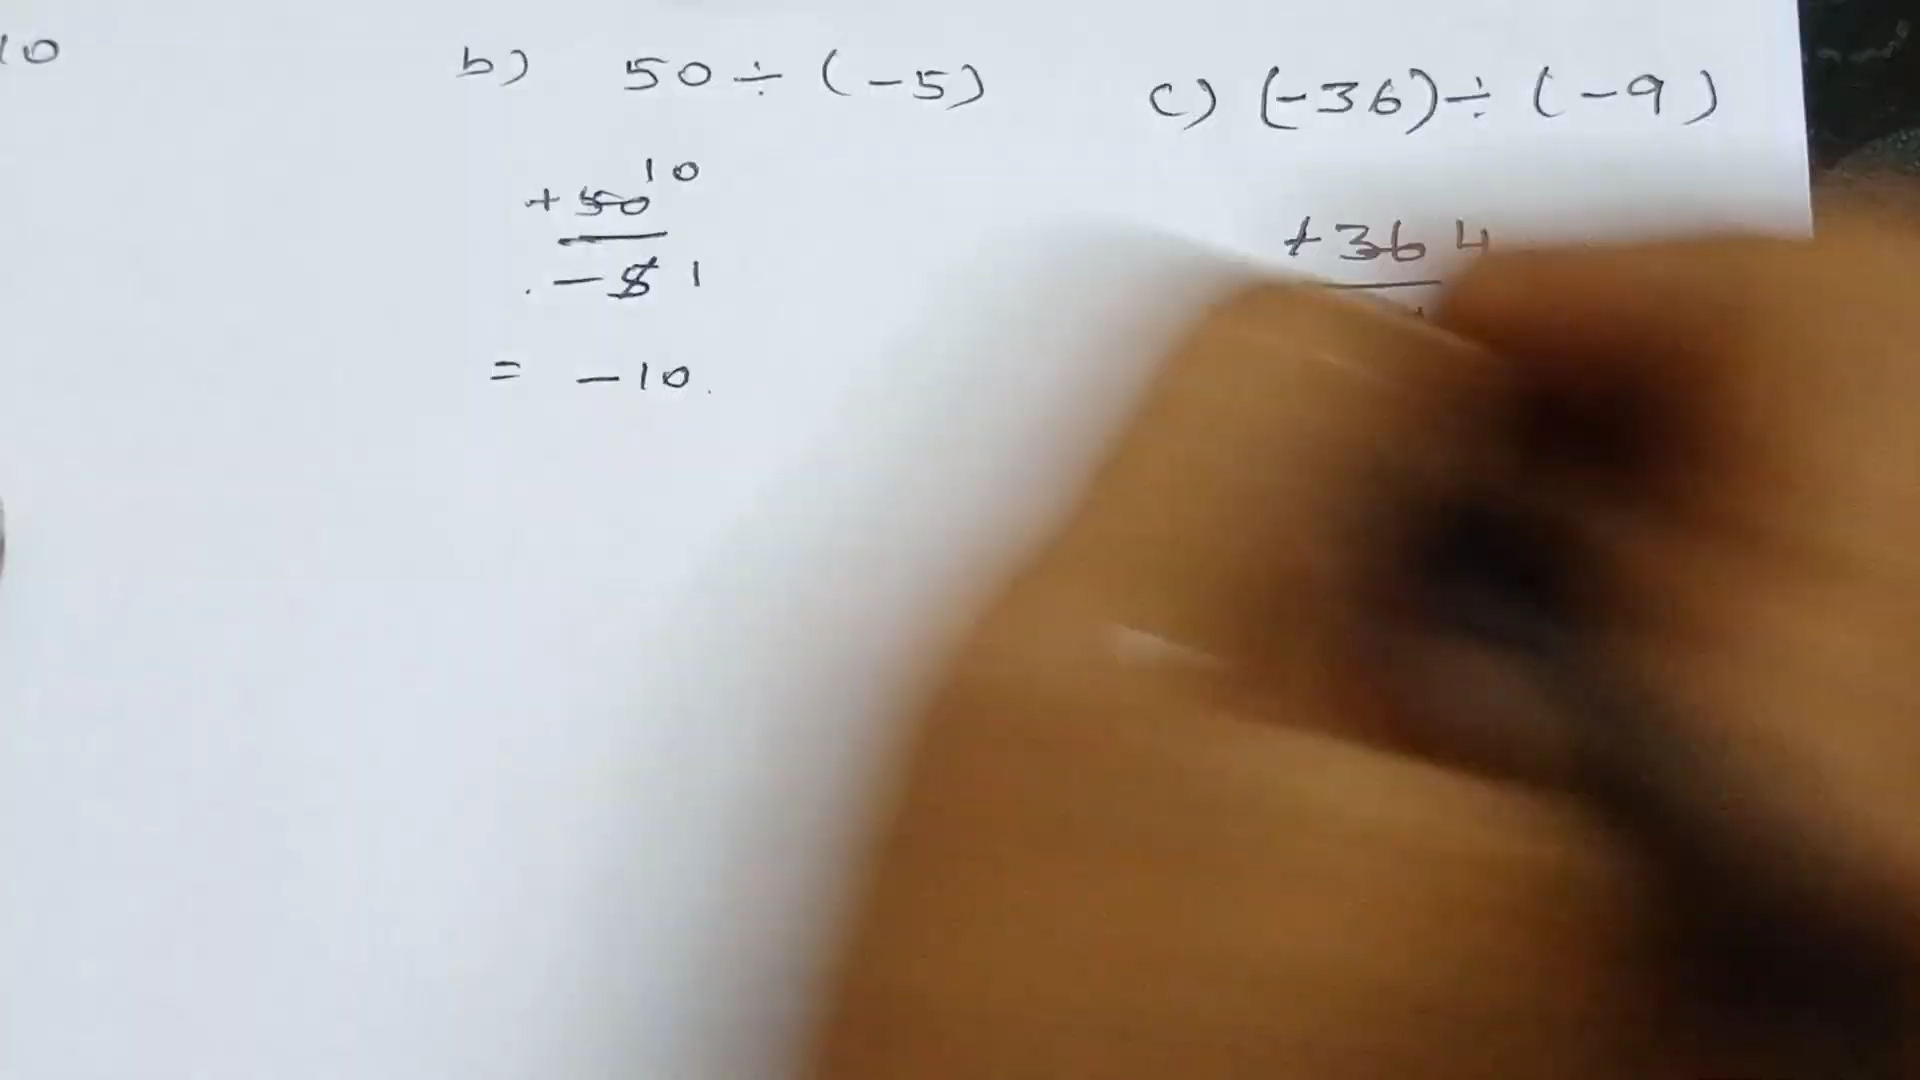 10
b) 50 ÷ (-5)
10
+ 50
- 5 1
= -10.
c) (-36) ÷ (-9)
+ 36 4